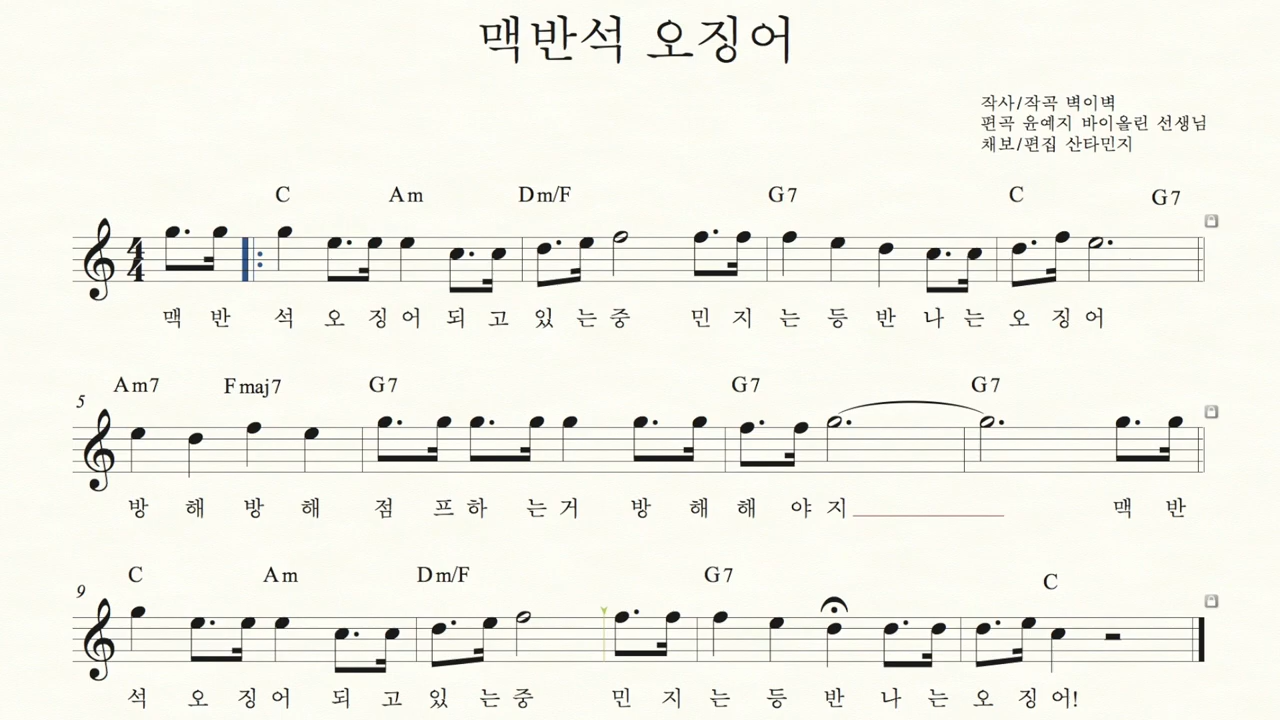 맥반석 오징어
작사/작곡 벽이벽
편곡 윤예지 바이올린 선생님
채보/편집 산타민지
C Am Dm/F G7 C G7
4
4
맥 반 석 오 징 어 되 고 있 는 중 민 지 는 등 반 나 는 오 징 어
Am7 Fmaj7 G7 G7 G7
5
방 해 방 해 점 프 하 는 거 방 해 해 야 지 맥 반
C Am Dm/F G7 C
9
석 오 징 어 되 고 있 는 중 민 지 는 등 반 나 는 오 징 어!